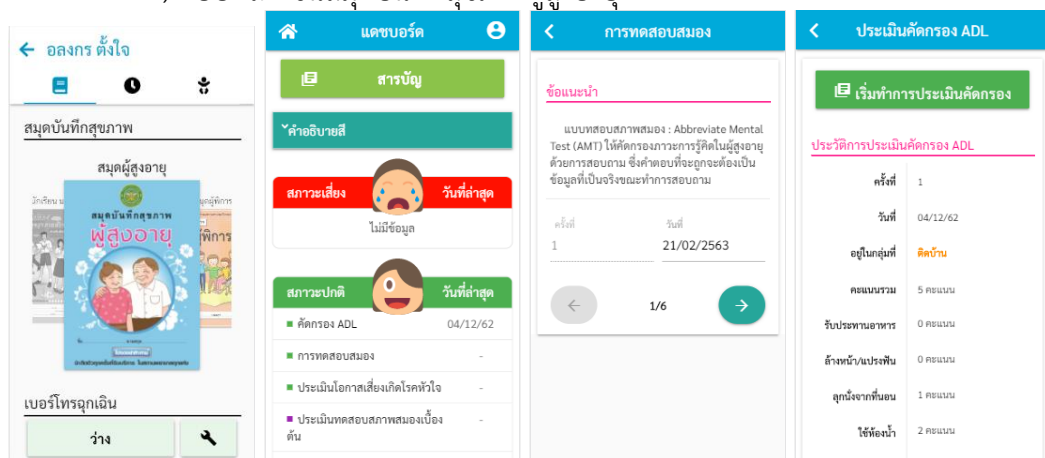 อลงกร ตั้งใจ
สมุดบันทึกสุขภาพ
สมุดผู้สูงอายุ
สมุดบันทึกสุขภาพ
ผู้สูงอายุ
เบอร์โทรฉุกเฉิน
ว่าง
แดชบอร์ด
สารบัญ
คำอธิบายสี
สภาวะเสี่ยง วันที่ล่าสุด
ไม่มีข้อมูล
สภาวะปกติ วันที่ล่าสุด
คัดกรอง ADL 04/12/62
การทดสอบสมอง -
ประเมินโอกาสเสี่ยงเกิดโรคหัวใจ -
ประเมินทดสอบสภาพสมองเบื้อง -
ต้น
การทดสอบสมอง
ข้อแนะนำ
แบบทสอบสภาพสมอง : Abbreviate Mental
Test (AMT) ใช้คัดกรองภาวะการรู้คิดในผู้สูงอายุ
ด้วยการสอบถาม ซึ่งคำตอบที่จะถูกจะต้องเป็น
ข้อมูลที่เป็นจริงขณะทำการสอบถาม
ครั้งที่ วันที่
1 21/02/2563
1/6
ประเมินคัดกรอง ADL
เริ่มทำการประเมินคัดกรอง
ประวัติการประเมินคัดกรอง ADL
ครั้งที่ 1
วันที่ 04/12/62
อยู่ในกลุ่มที่ ติดบ้าน
คะแนนรวม 5 คะแนน
รับประทานอาหาร 0 คะแนน
ล้างหน้า/แปรงฟัน 0 คะแนน
ลุกนั่งจากที่นอน 1 คะแนน
ใช้ห้องน้ำ 2 คะแนน